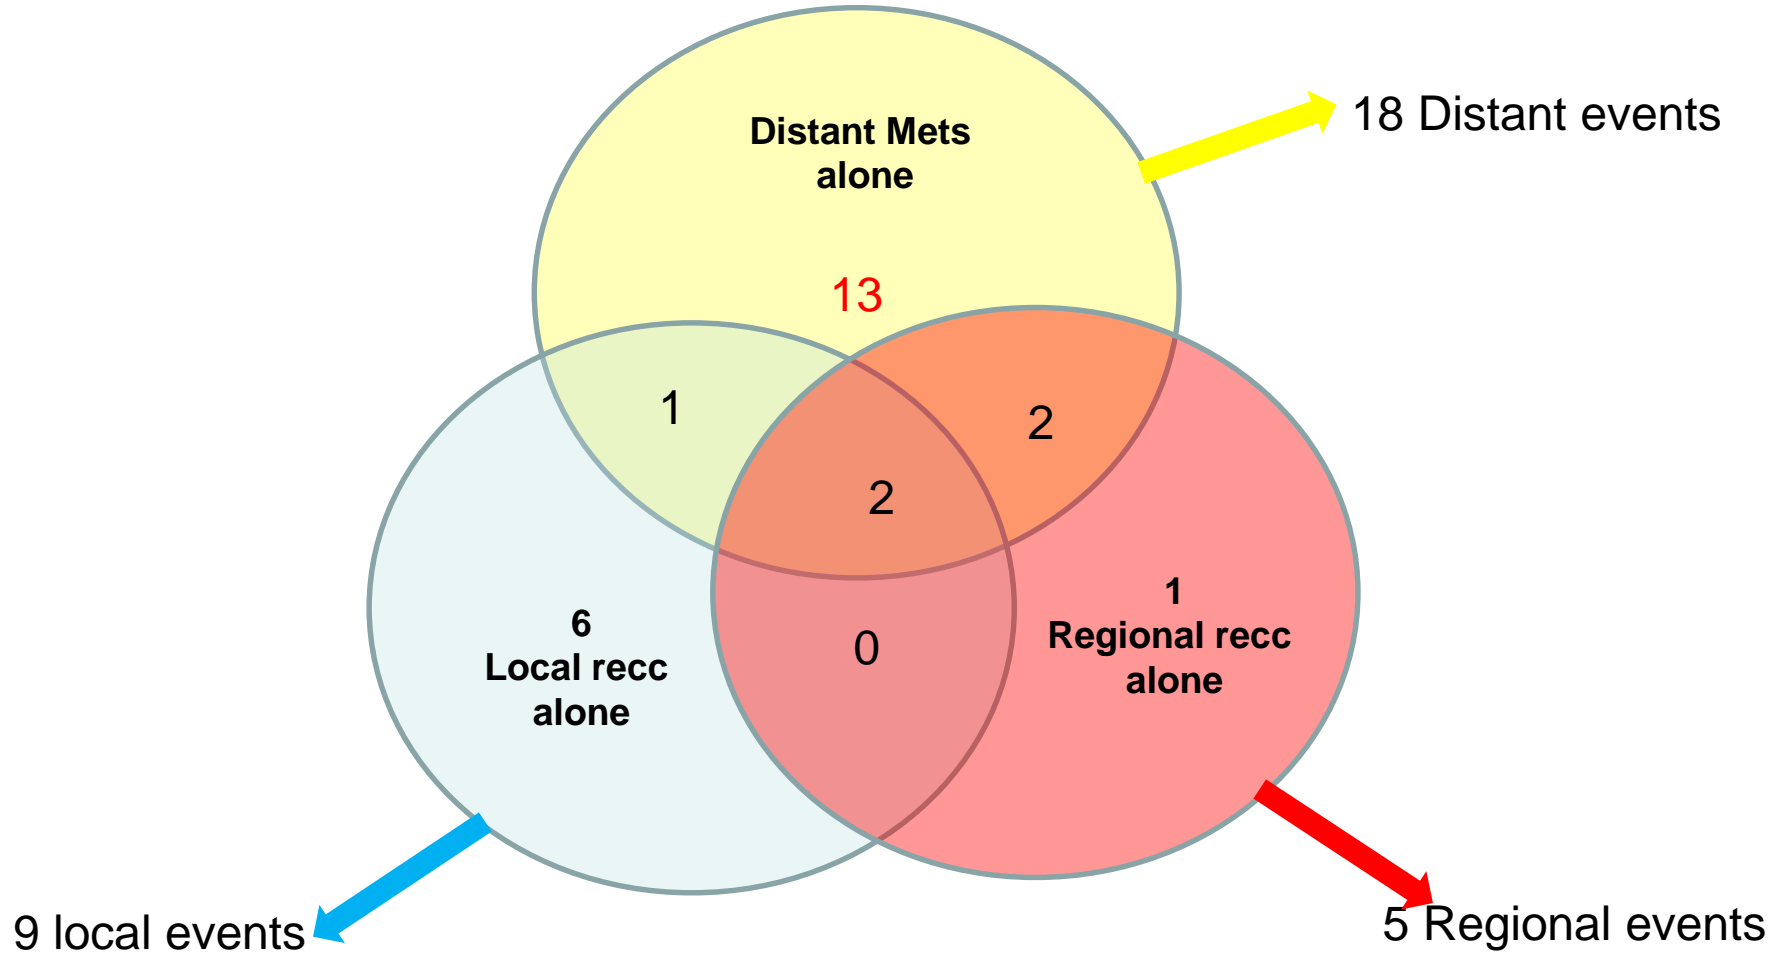 Distant Mets
alone
18 Distant events
13
1
2
2
6
Local recc
alone
0
1
Regional recc
alone
9 local events
5 Regional events